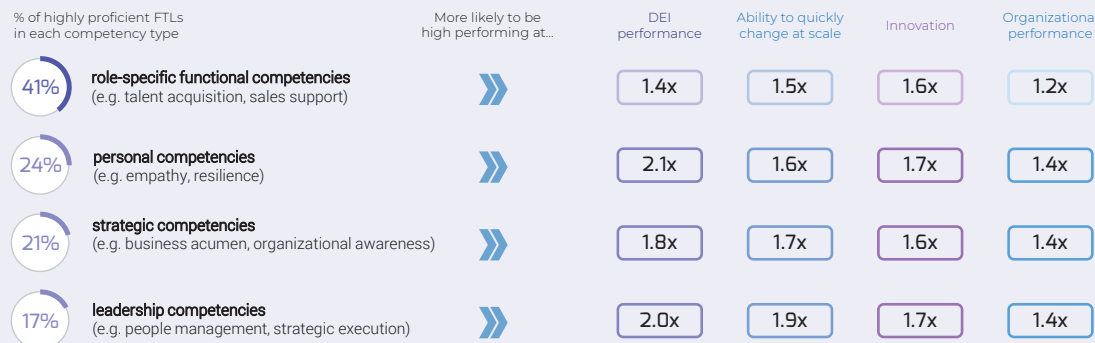 % of highly proficient FTLs
in each competency type
More likely to be
high performing at...
DEI
performance
Ability to quickly
change at scale
Innovation
Organizationa
performance
41%
role-specific functional competencies
(e.g. talent acquisition, sales support)
1.4x
1.5x
1.6x
1.2x
24%
personal competencies
(e.g. empathy, resilience)
2.1x
1.6x
1.7x
1.4x
21%
strategic competencies
(e.g. business acumen, organizational awareness)
1.8x
1.7x
1.6x
1.4x
17%
leadership competencies
(e.g. people management, strategic execution)
2.0x
1.9x
1.7x
1.4x